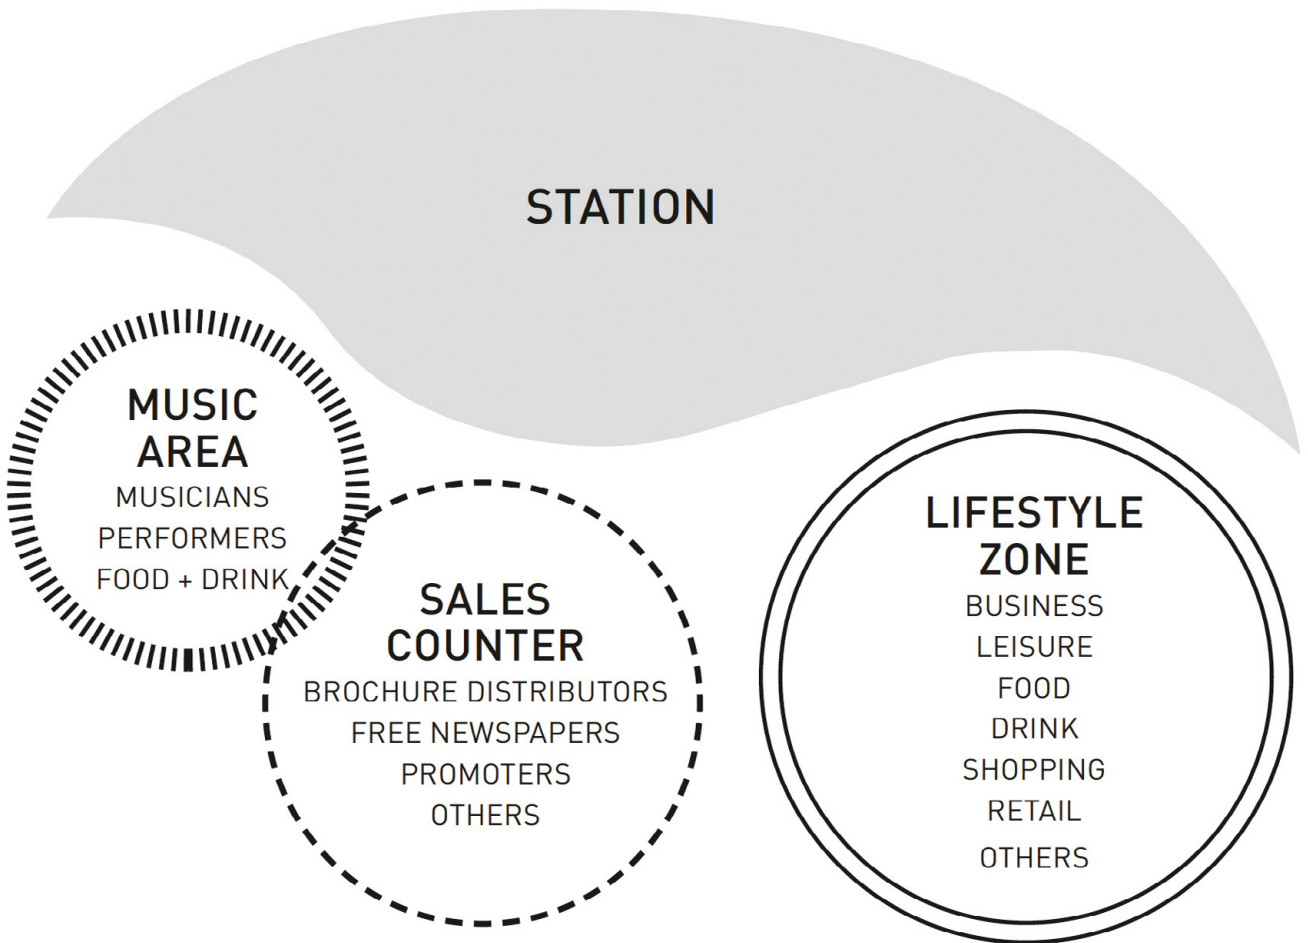 STATION
MUSIC
AREA
MUSICIANS
PERFORMERS
FOOD + DRINK
SALES
COUNTER
BROCHURE DISTRIBUTORS
FREE NEWSPAPERS
PROMOTERS
OTHERS
LIFESTYLE
ZONE
BUSINESS
LEISURE
FOOD
DRINK
SHOPPING
RETAIL
OTHERS